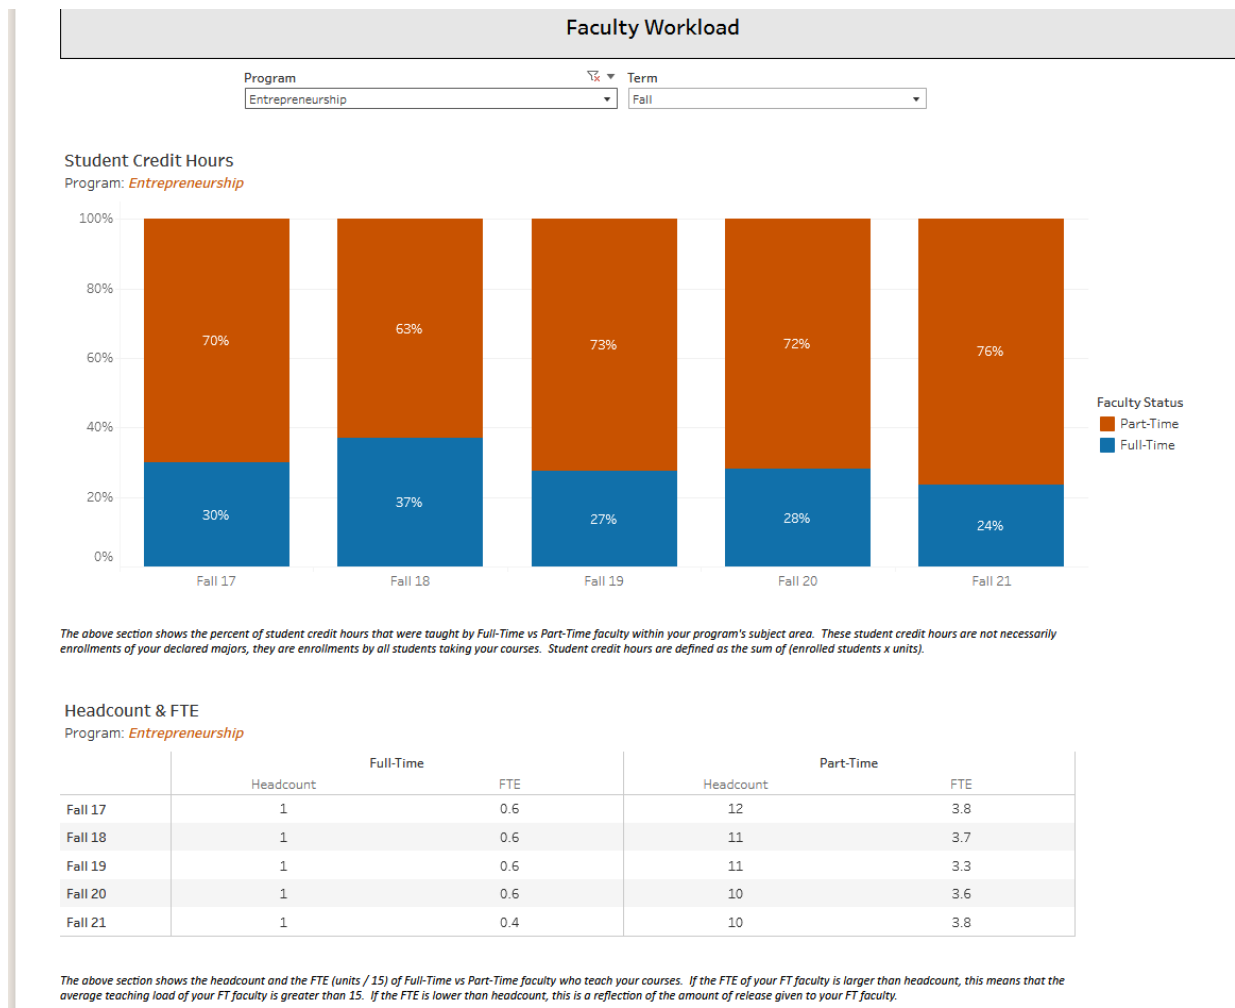 Faculty Workload
Program Term
Entrepreneurship Fall
Student Credit Hours
Program: Entrepreneurship
100%
80%
60%
40%
20%
0%
70% 63% 73% 72% 76%
30% 37% 27% 28% 24%
Fall 17 Fall 18 Fall 19 Fall 20 Fall 21
Faculty Status
Part-Time
Full-Time
The above section shows the percent of student credit hours that were taught by Full-Time vs Part-Time faculty within your program's subject area. These student credit hours are not necessarily
enrollments of your declared majors, they are enrollments by all students taking your courses. Student credit hours are defined as the sum of (enrolled students x units).
Headcount & FTE
Program: Entrepreneurship
Full-Time Part-Time
Headcount FTE Headcount FTE
Fall 17 1 0.6 12 3.8
Fall 18 1 0.6 11 3.7
Fall 19 1 0.6 11 3.3
Fall 20 1 0.6 10 3.6
Fall 21 1 0.4 10 3.8
The above section shows the headcount and the FTE (units / 15) of Full-Time vs Part-Time faculty who teach your courses. If the FTE of your FT faculty is larger than headcount, this means that the
average teaching load of your FT faculty is greater than 15. If the FTE is lower than headcount, this is a reflection of the amount of release given to your FT faculty.